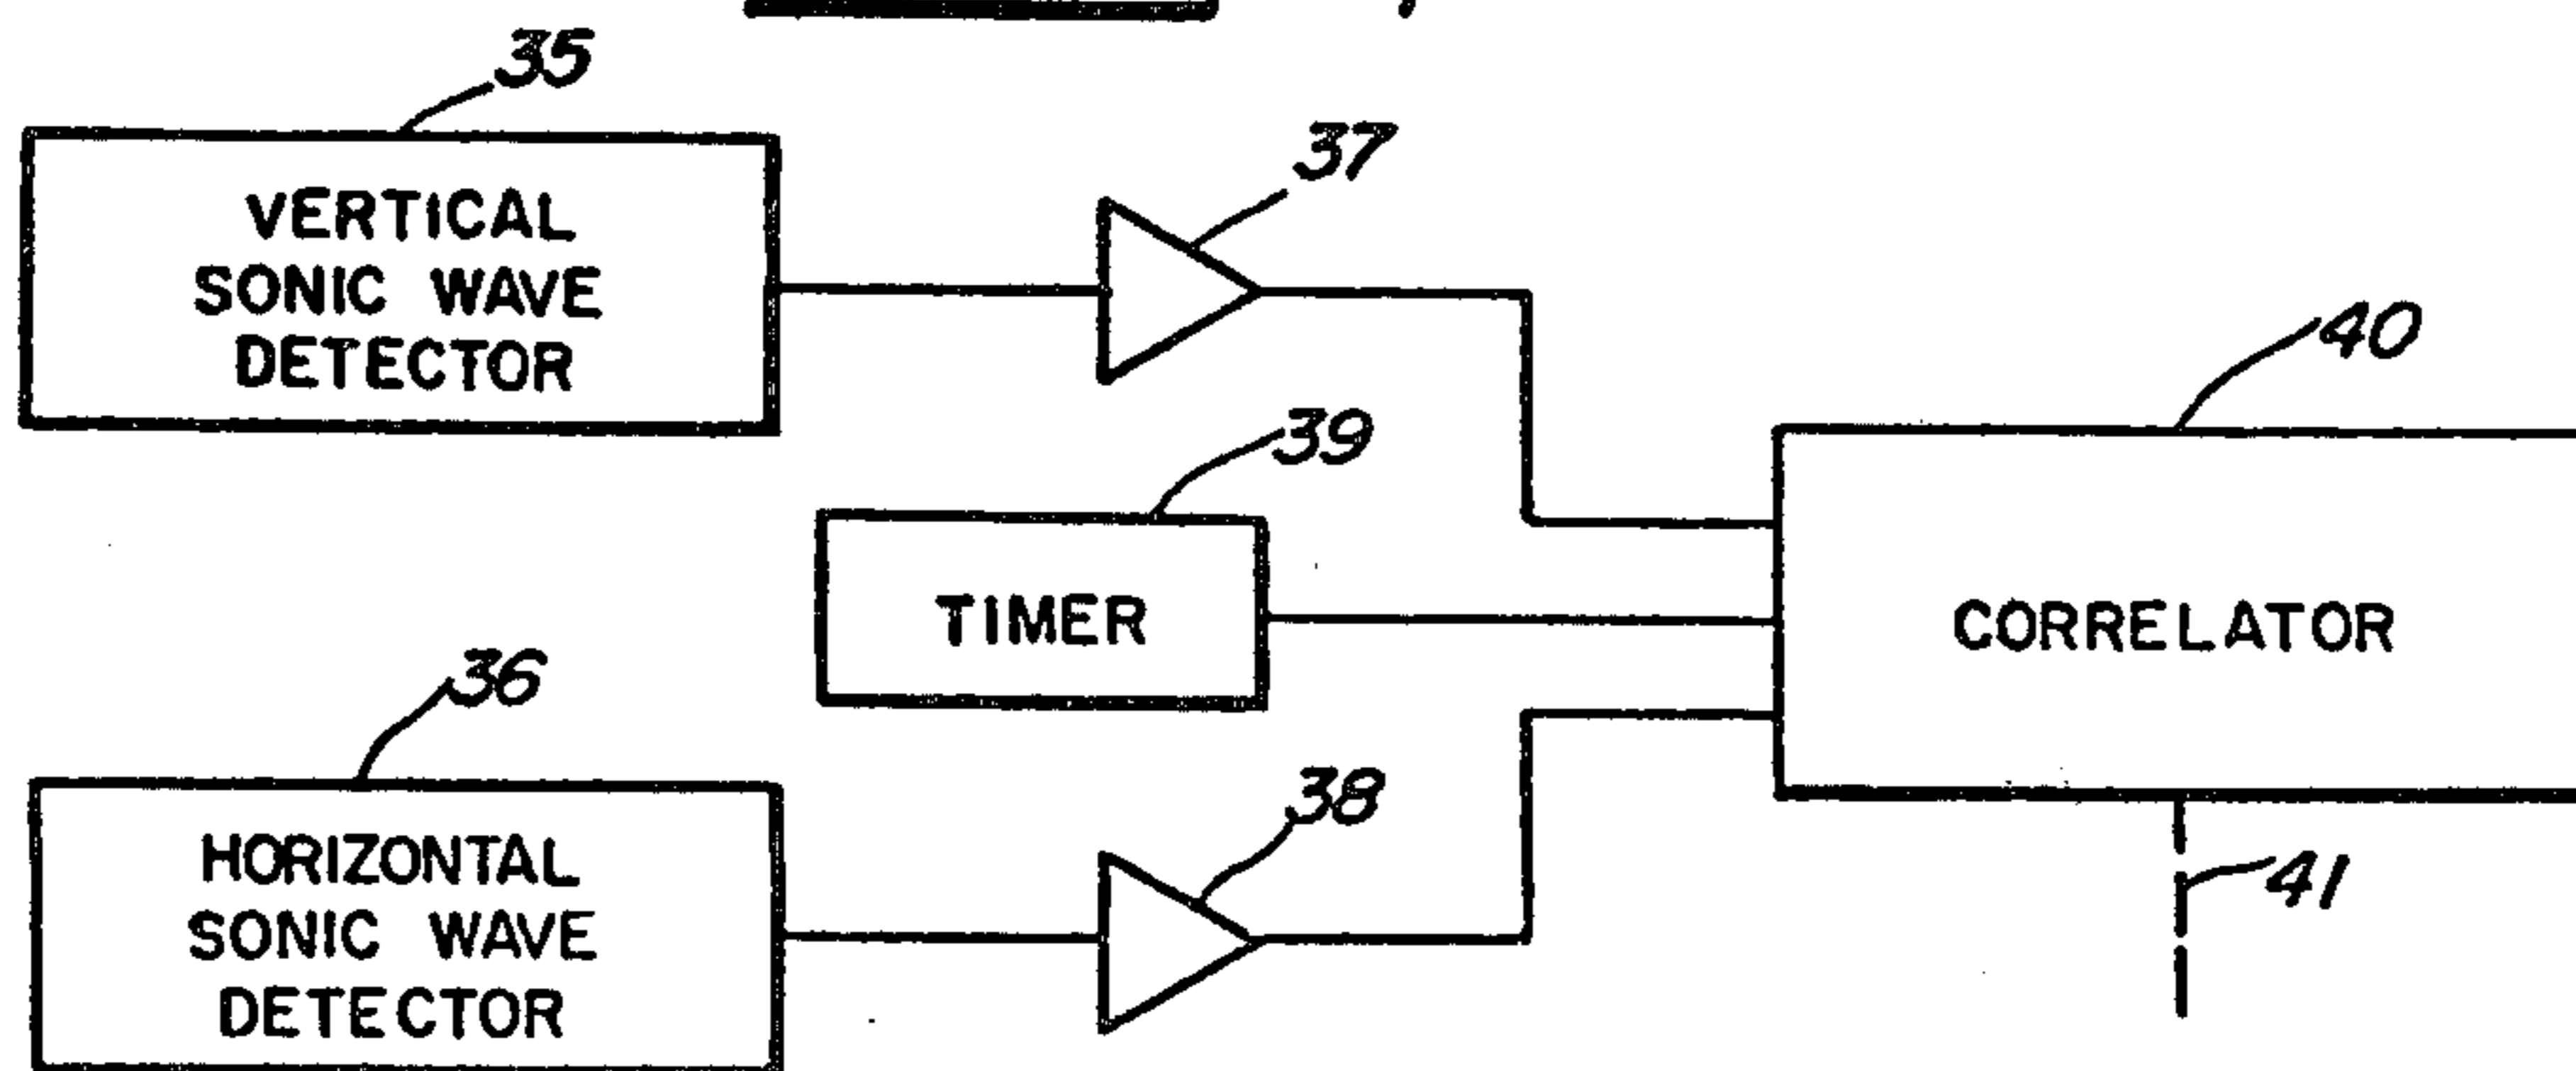 35
VERTICAL
SONIC WAVE
DETECTOR
37
39
TIMER
40
CORRELATOR
36
HORIZONTAL
SONIC WAVE
DETECTOR
38
41